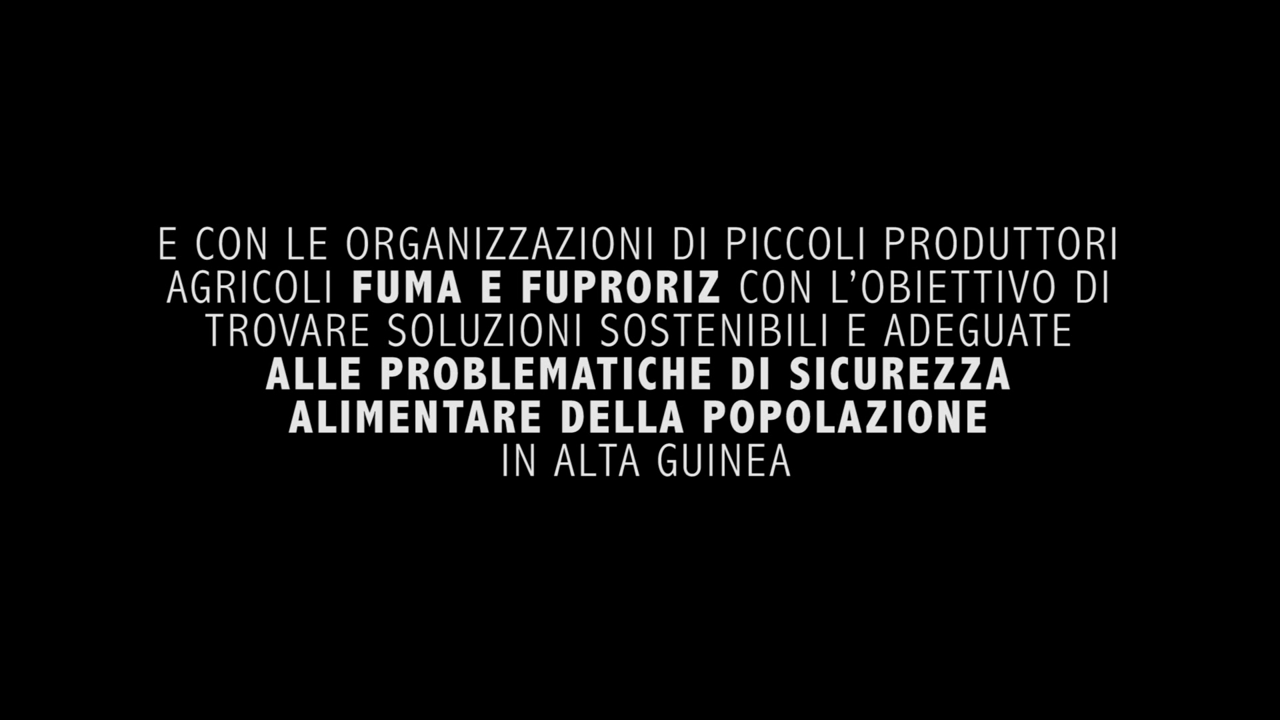 E CON LE ORGANIZZAZIONI DI PICCOLI PRODUTTORI
AGRICOLI FUMA E FUPRORIZ CON L’OBIETTIVO DI
TROVARE SOLUZIONI SOSTENIBILI E ADEGUATE
ALLE PROBLEMATICHE DI SICUREZZA
ALIMENTARE DELLA POPOLAZIONE
IN ALTA GUINEA